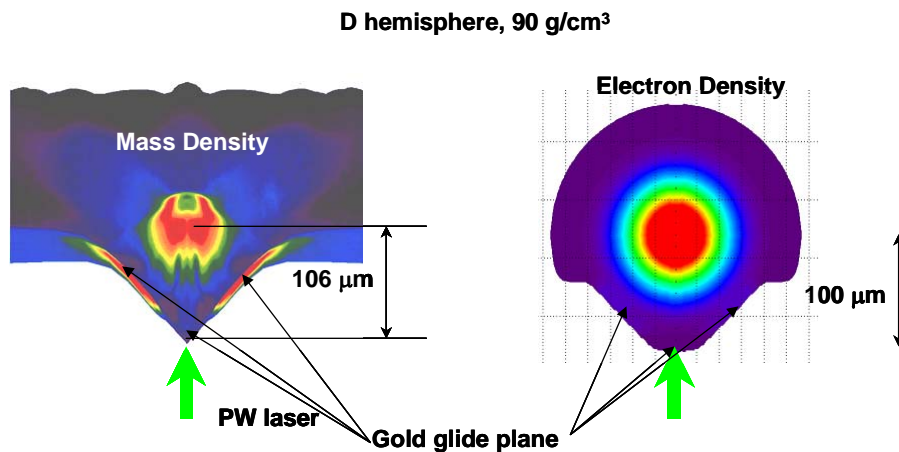 D hemisphere, 90 g/cm³
Electron Density
Mass Density
106 µm
100 µm
PW laser
Gold glide plane